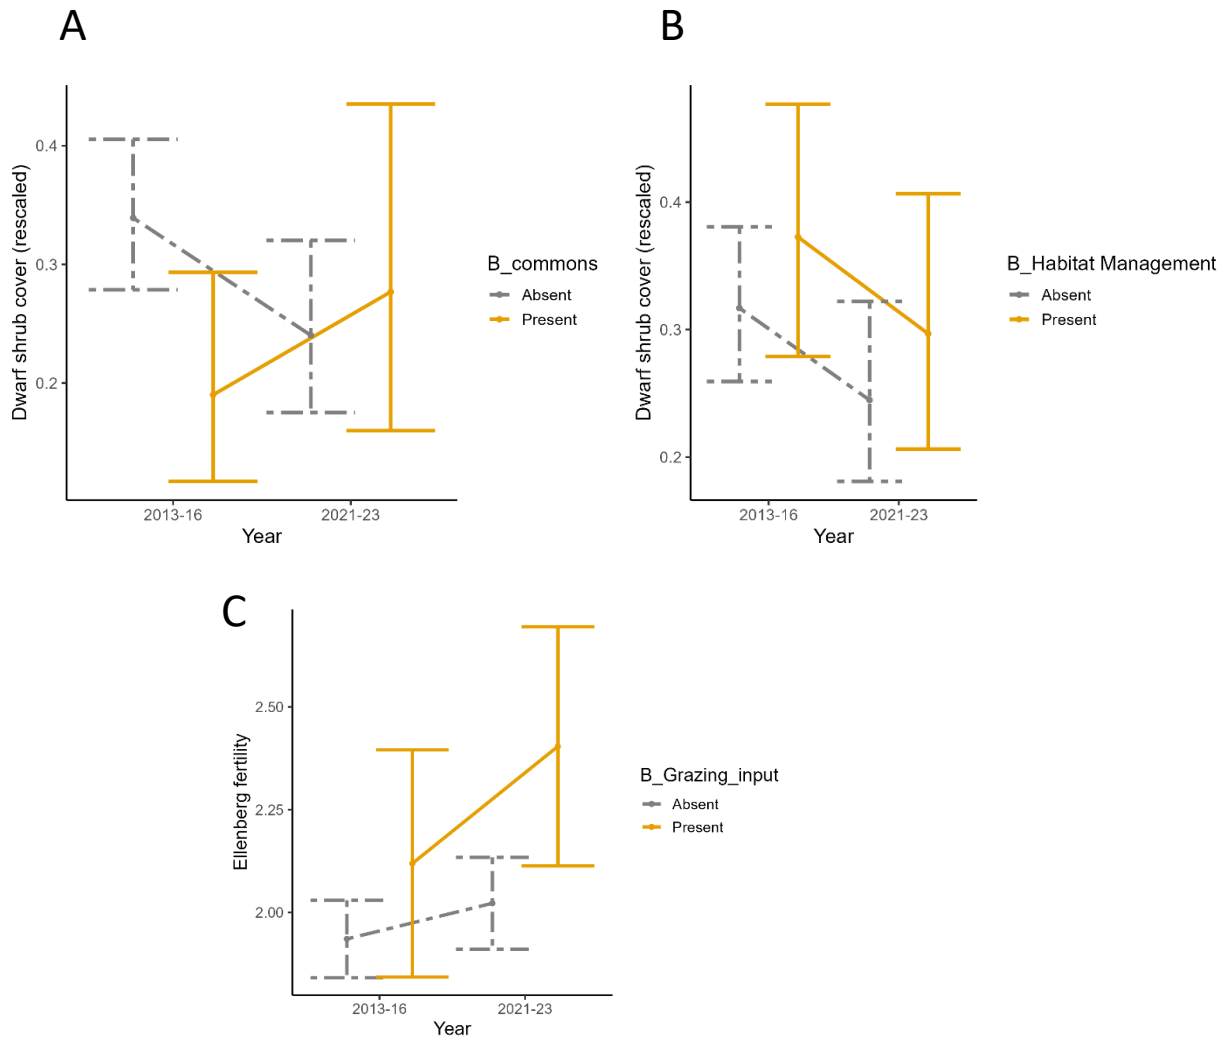 A
Dwarf shrub cover (rescaled)
0.4
0.3
0.2
2013-16
2021-23
Year
B_commons
Absent
Present
B
Dwarf shrub cover (rescaled)
0.4
0.3
0.2
2013-16
2021-23
Year
B_Habitat Management
Absent
Present
C
Ellenberg fertility
2.50
2.25
2.00
2013-16
2021-23
Year
B_Grazing_input
Absent
Present